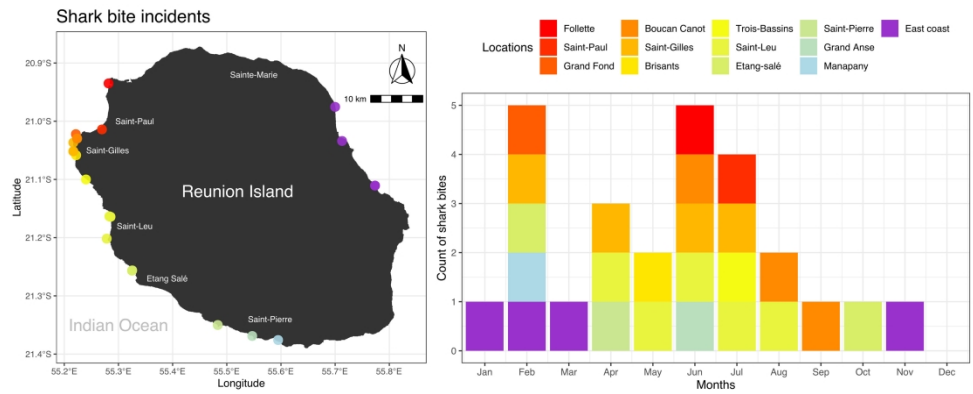 Shark bite incidents
20.9°S
21.0°S
21.1°S
21.2°S
21.3°S
21.4°S
Latitude
Sainte-Marie
N
10 km
Saint-Paul
Saint-Gilles
Reunion Island
Saint-Leu
Etang Salé
Saint-Pierre
Indian Ocean
55.2°E 55.3°E 55.4°E 55.5°E 55.6°E 55.7°E 55.8°E
Longitude
Locations
Follette
Saint-Paul
Grand Fond
Boucan Canot
Saint-Gilles
Brisants
Trois-Bassins
Saint-Leu
Etang-salé
Saint-Pierre
Grand Anse
Manapany
East coast
Count of shark bites
5
4
3
2
1
0
Jan Feb Mar Apr May Jun Jul Aug Sep Oct Nov Dec
Months